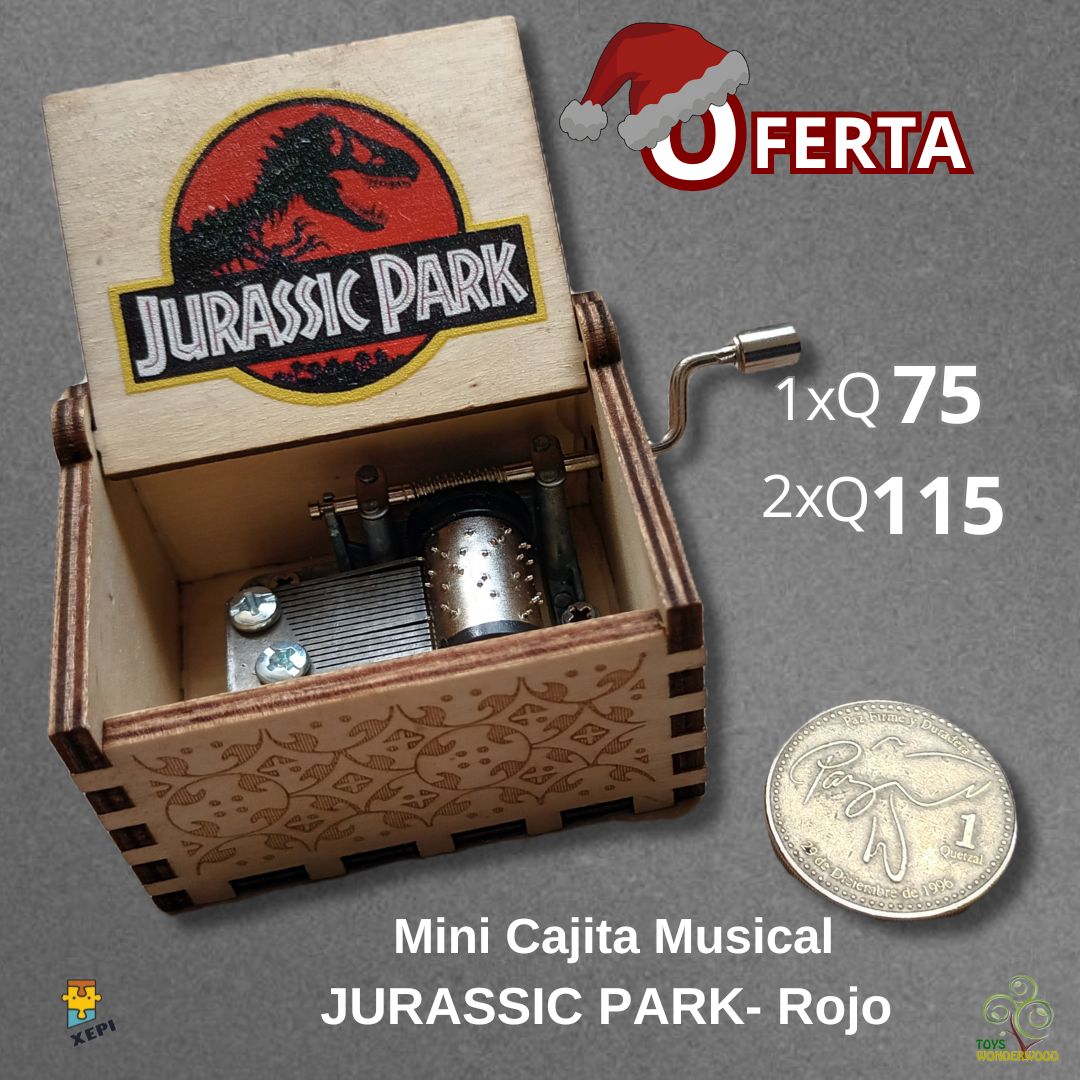 OFERTA
JURASSIC PARK
1xQ 75
2xQ115
Paz Firme y Duradera
Paz
1
Quetzal
29 de Diciembre de 1996
Mini Cajita Musical
JURASSIC PARK- Rojo
XEPI
TOYS
WONDERWOOD